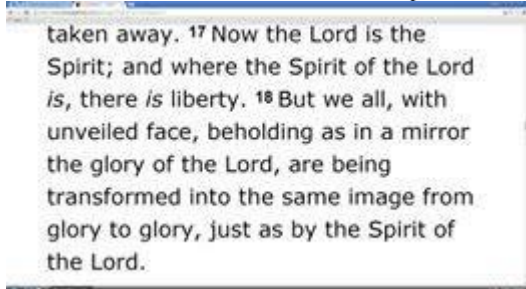 taken away. 17 Now the Lord is the
Spirit; and where the Spirit of the Lord
is, there is liberty. 18 But we all, with
unveiled face, beholding as in a mirror
the glory of the Lord, are being
transformed into the same image from
glory to glory, just as by the Spirit of
the Lord.